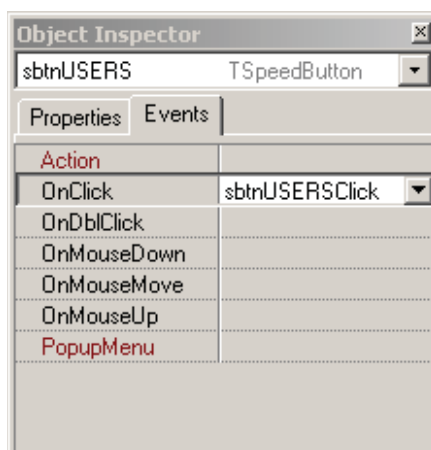 Object Inspector
sbtnUSERS TSpeedButton
Properties Events
Action
OnClick sbtnUSERSClick
OnDblClick
OnMouseDown
OnMouseMove
OnMouseUp
PopupMenu